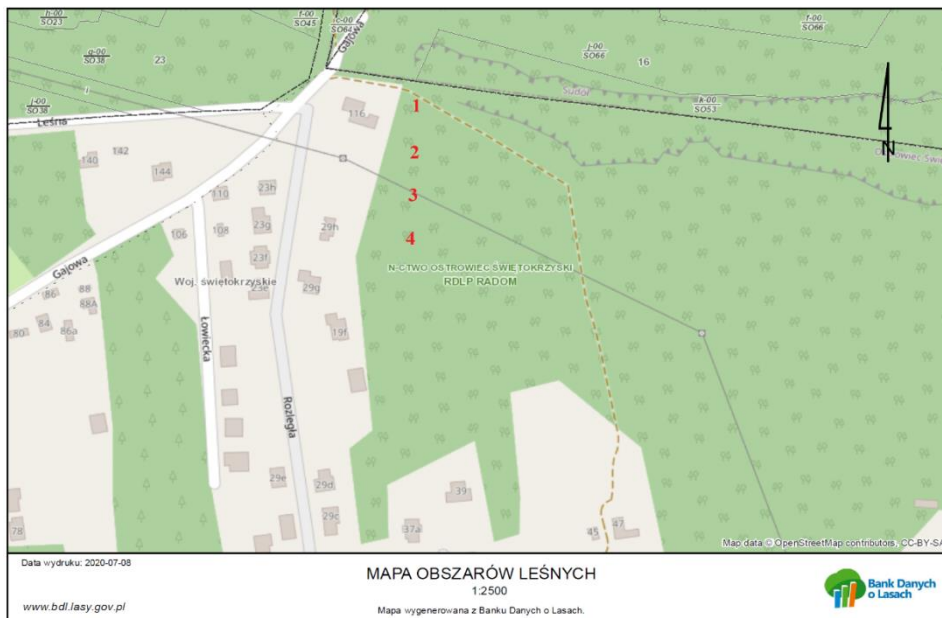 h-00
SO23
f-00
SO45
c-00
SO64
Gajowa
f-00
SO66
g-00
SO38
23
j-00
SO66
16
j-00
SO38
i
Sudół
k-00
SO53
Leśna
116
1
N
142
140
144
2
110
23h
3
106
108
23g
29h
4
23f
Gajowa
Woj. świętokrzyskie
23e
29g
N-CTWO OSTROWIEC ŚWIĘTOKRZYSKI
RDLP RADOM
86
88
88A
84
86a
80
Łowiecka
19f
Rozległa
29e
29d
39
29c
78
37a
45
47
Map data © OpenStreetMap contributors, CC-BY-SA
Data wydruku: 2020-07-08
MAPA OBSZARÓW LEŚNYCH
1:2500
www.bdl.lasy.gov.pl
Mapa wygenerowana z Banku Danych o Lasach.
Bank Danych
o Lasach